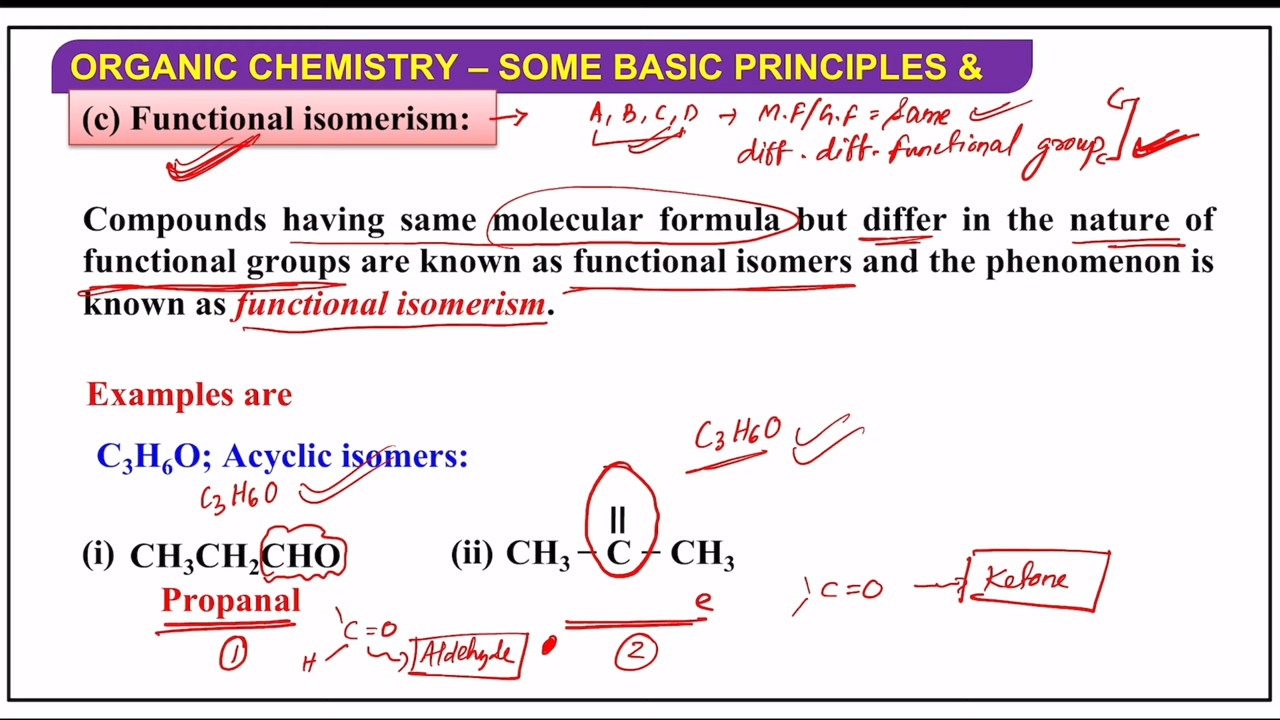 ORGANIC CHEMISTRY – SOME BASIC PRINCIPLES &
(c) Functional isomerism: → A, B, C, D → M.F/G.F = Same
diff. diff. functional group
Compounds having same molecular formula but differ in the nature of
functional groups are known as functional isomers and the phenomenon is
known as functional isomerism.
Examples are
C₃H₆O
C₃H₆O; Acyclic isomers:
C₃H₆O
(i) CH₃CH₂CHO (ii) CH₃ – C – CH₃
C=O → Ketone
Propanal e
C=O
H → Aldehyde
① ②